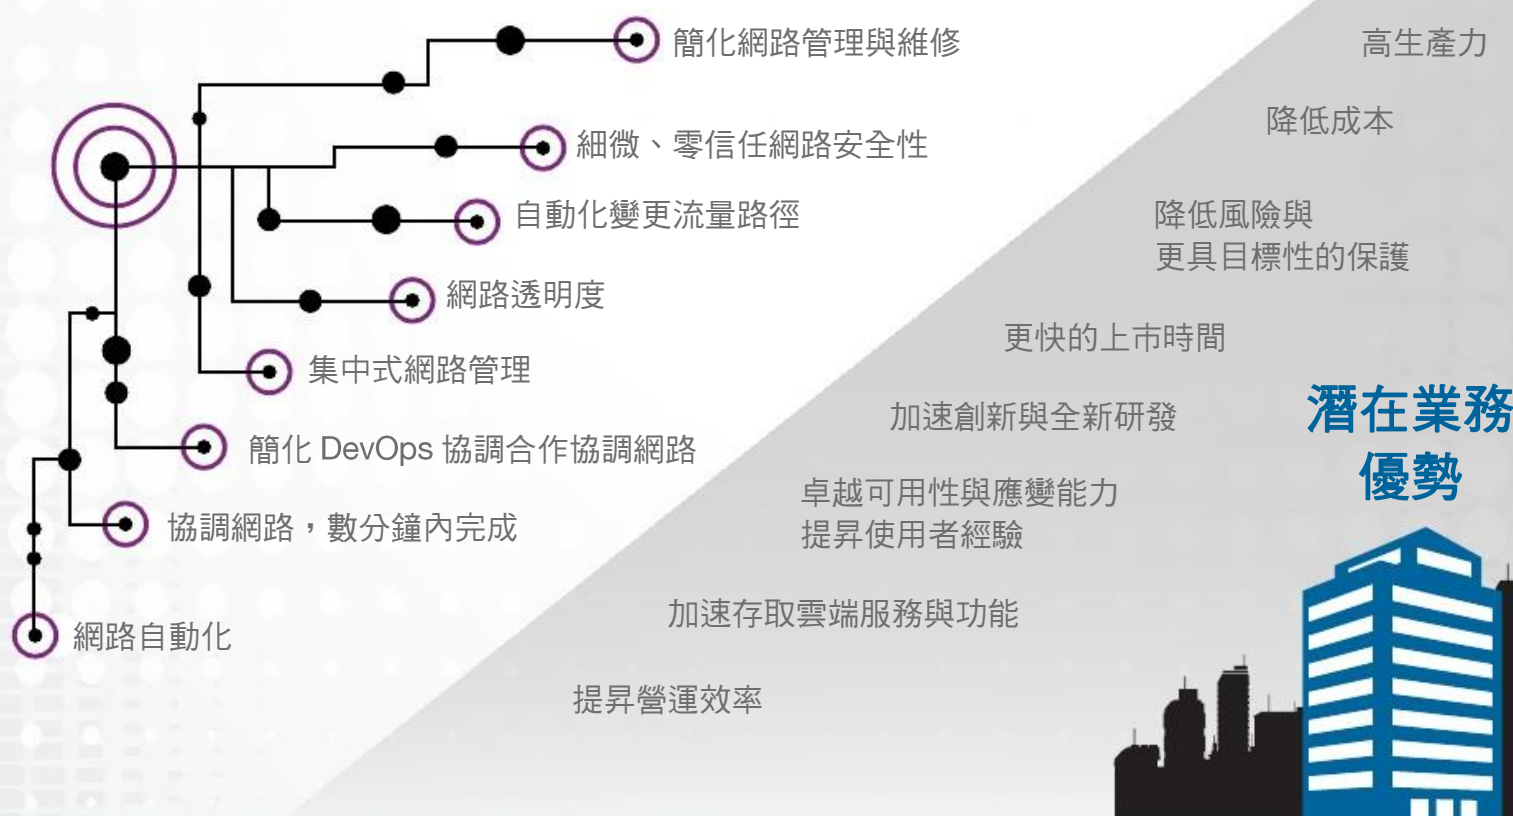 簡化網路管理與維修
細微、零信任網路安全性
自動化變更流量路徑
網路透明度
集中式網路管理
簡化 DevOps 協調合作協調網路
協調網路，數分鐘內完成
網路自動化
高生產力
降低成本
降低風險與
更具目標性的保護
更快的上市時間
加速創新與全新研發
卓越可用性與應變能力
提昇使用者經驗
加速存取雲端服務與功能
提昇營運效率
潛在業務
優勢